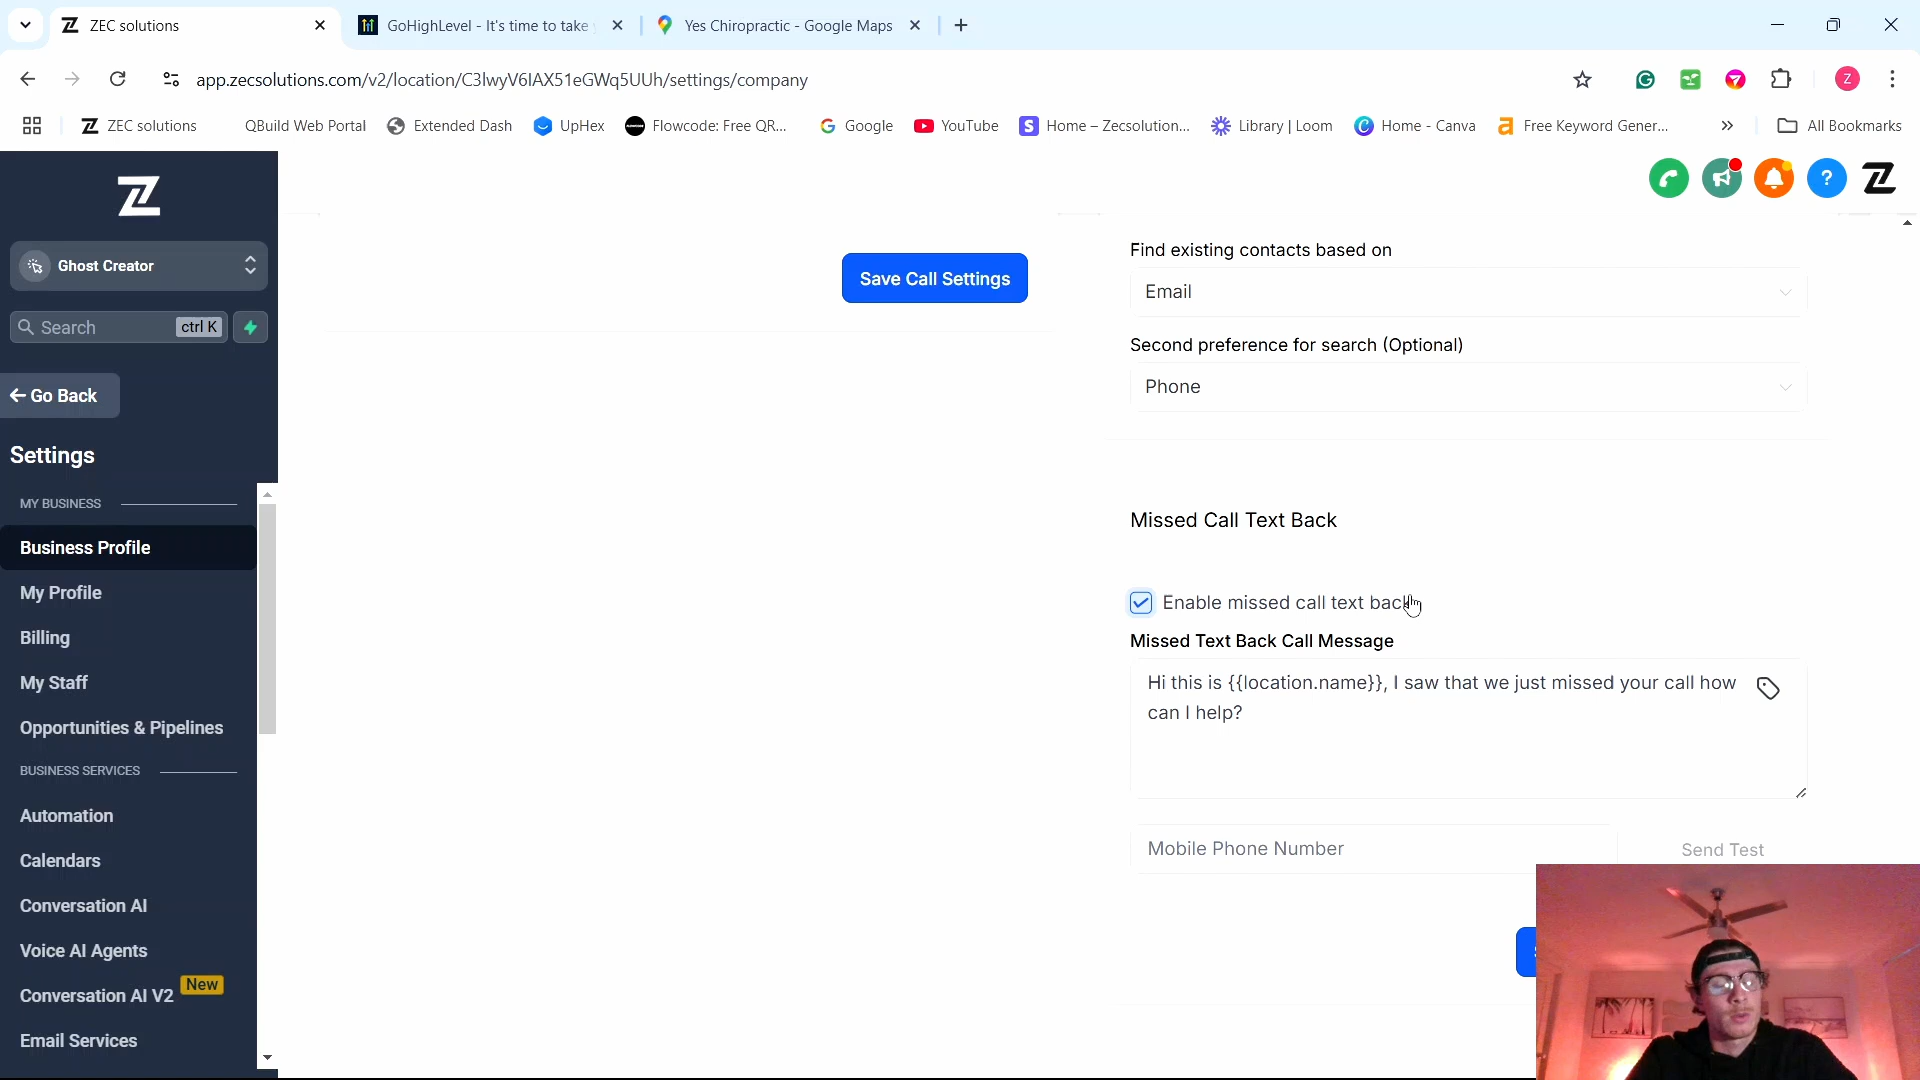 ZEC solutions
GoHighLevel - It's time to take
Yes Chiropractic - Google Maps
app.zecsolutions.com/v2/location/C3lwyV6IAX51eGWq5UUh/settings/company
Z
ZEC solutions
QBuild Web Portal
Extended Dash
UpHex
Flowcode: Free QR...
Google
YouTube
Home – Zecsolution...
Library | Loom
Home - Canva
Free Keyword Gener...
All Bookmarks
Ghost Creator
Search
ctrl K
Go Back
Settings
MY BUSINESS
Business Profile
My Profile
Billing
My Staff
Opportunities & Pipelines
BUSINESS SERVICES
Automation
Calendars
Conversation AI
Voice AI Agents
Conversation AI V2
New
Email Services
Save Call Settings
Find existing contacts based on
Email
Second preference for search (Optional)
Phone
Missed Call Text Back
Enable missed call text back
Missed Text Back Call Message
Hi this is {{location.name}}, I saw that we just missed your call how
can I help?
Mobile Phone Number
Send Test